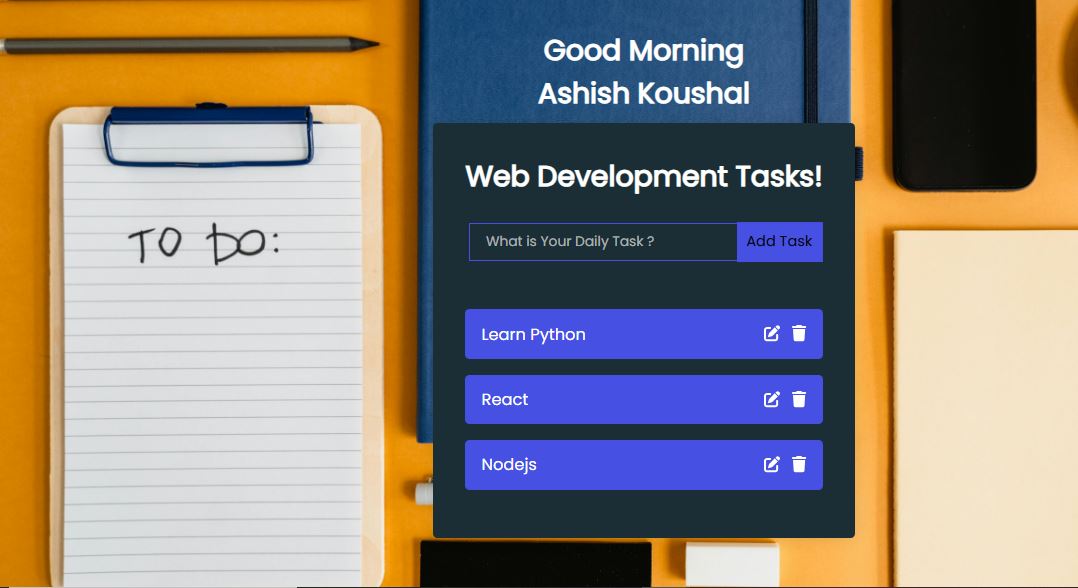 Good Morning
Ashish Koushal
TO DO:
Web Development Tasks!
What is Your Daily Task ?
Add Task
Learn Python
React
Nodejs